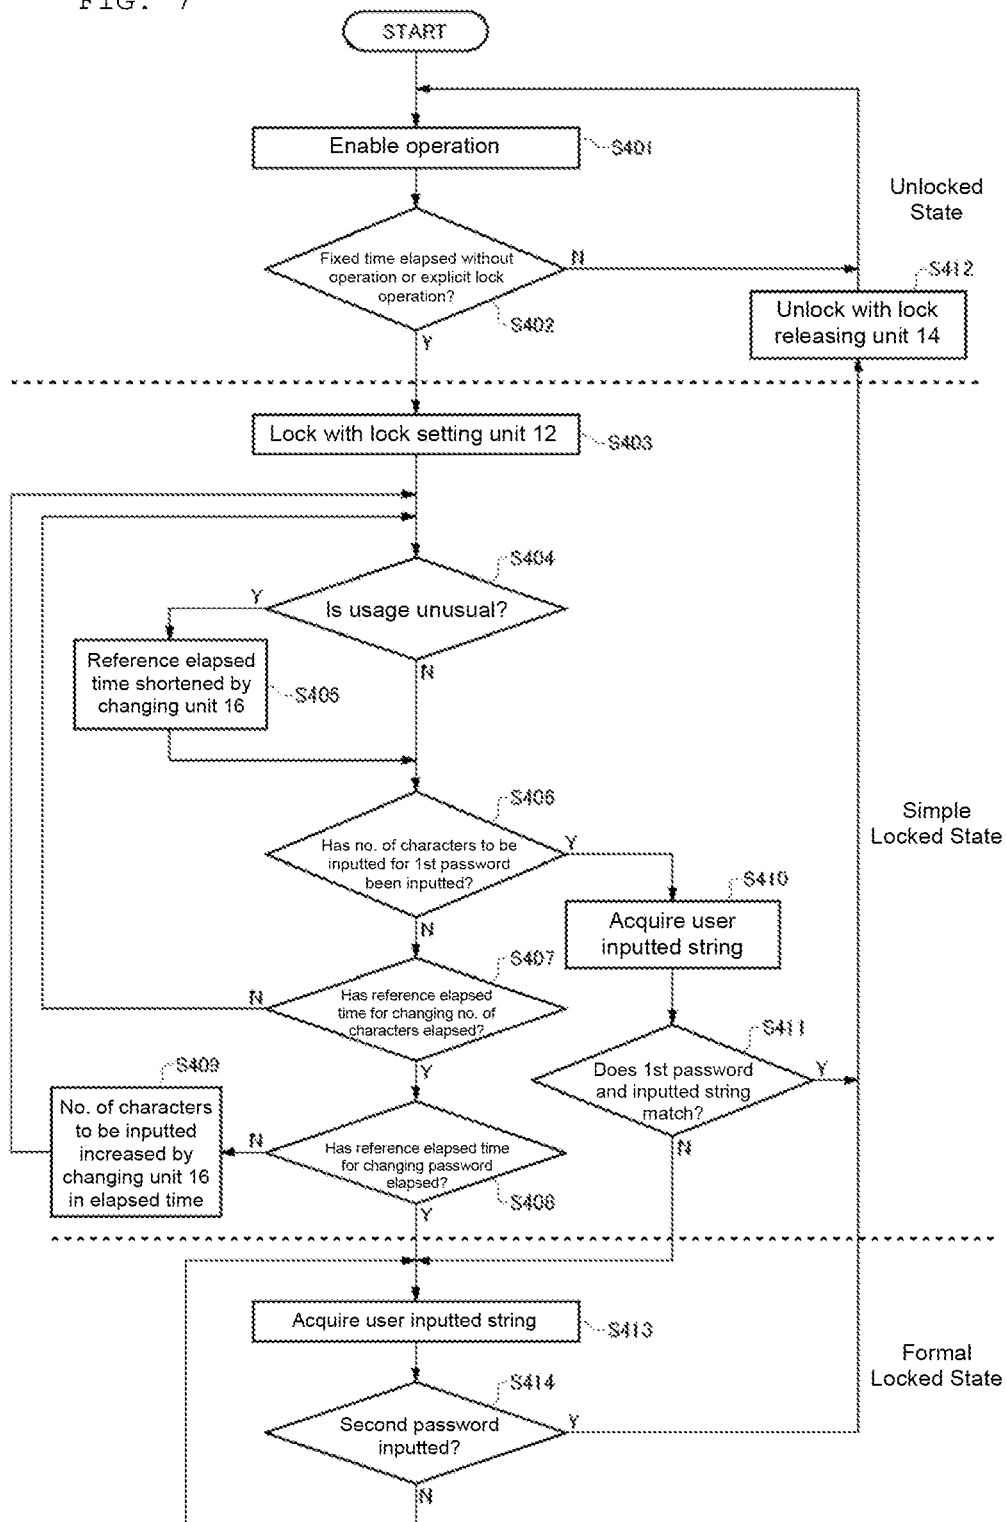 FIG. 7
START
Enable operation
S401
Unlocked
State
Fixed time elapsed without
operation or explicit lock
operation?
N
S402
Y
S412
Unlock with lock
releasing unit 14
Lock with lock setting unit 12
S403
S404
Y
Is usage unusual?
N
Reference elapsed
time shortened by
changing unit 16
S405
S406
Has no. of characters to be
inputted for 1st password
been inputted?
Y
N
Simple
Locked State
S410
Acquire user
inputted string
S407
N
Has reference elapsed
time for changing no. of
characters elapsed?
Y
S411
Does 1st password
and inputted string
match?
Y
N
S409
No. of characters
to be inputted
increased by
changing unit 16
in elapsed time
N
Has reference elapsed time
for changing password
elapsed?
S408
Y
Acquire user inputted string
S413
Formal
Locked State
S414
Second password
inputted?
Y
N